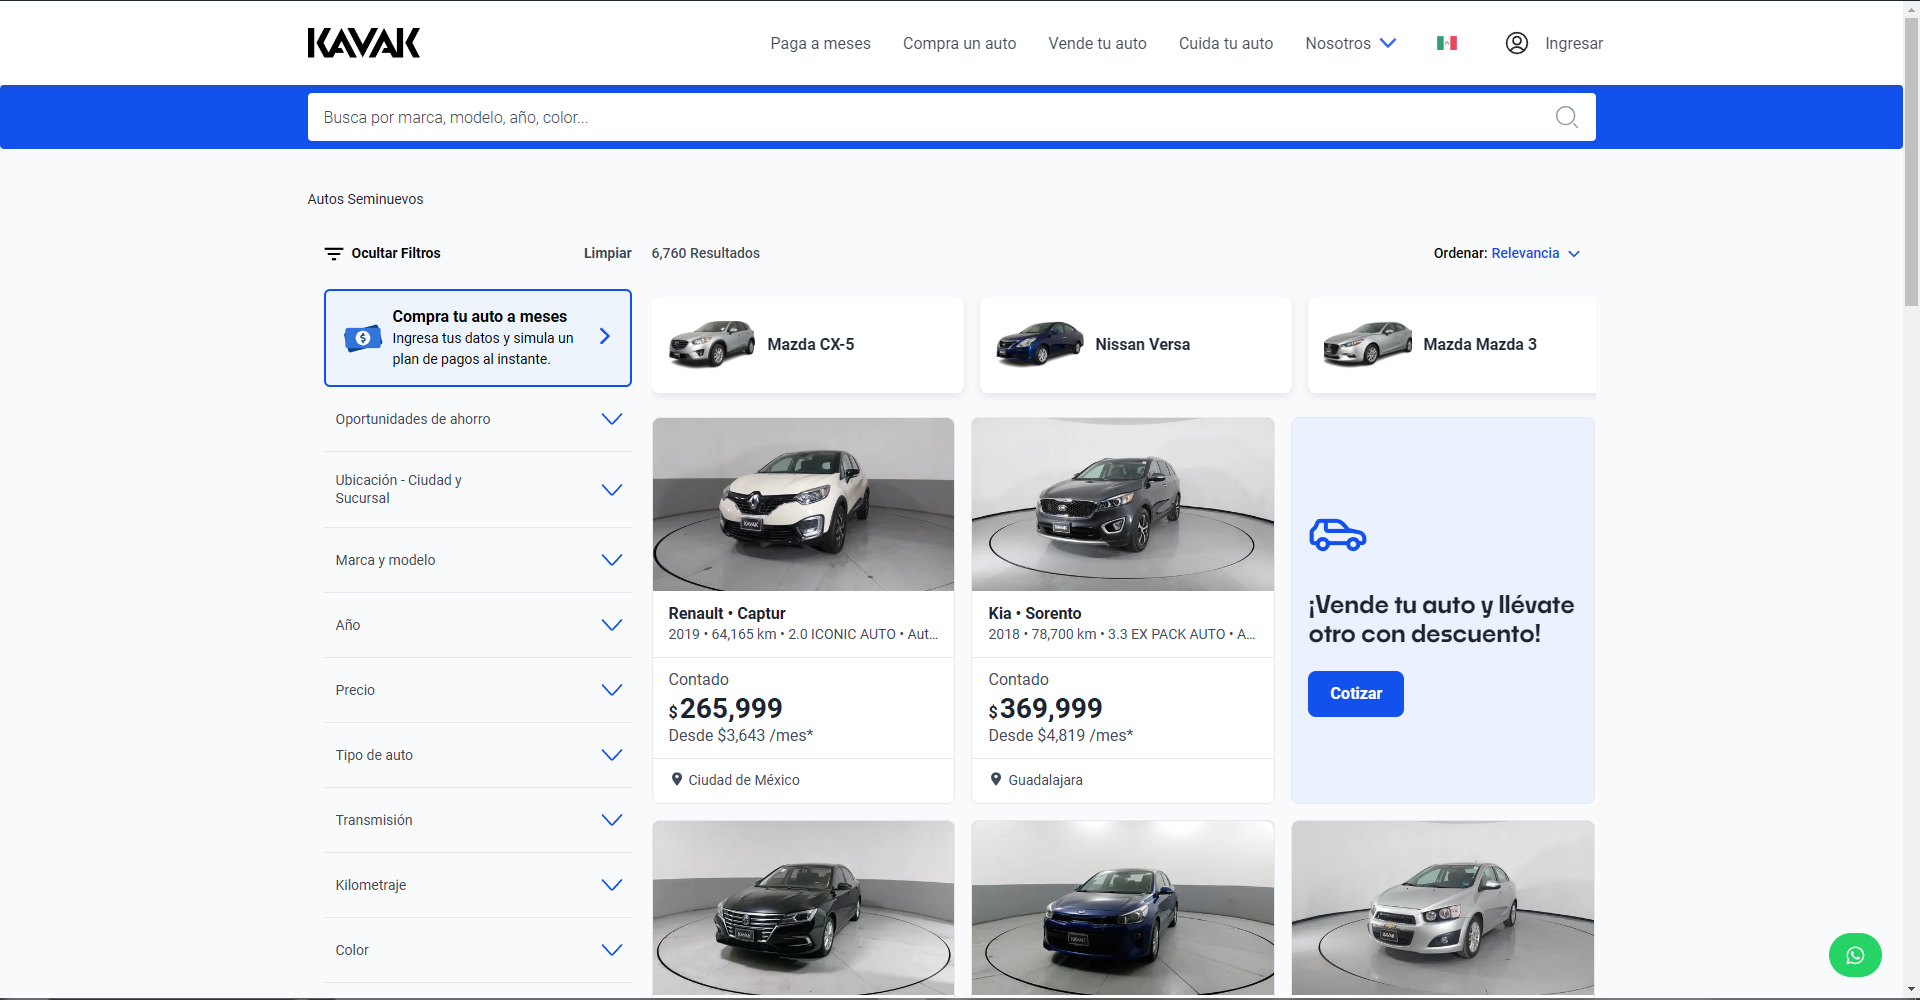 KAVAK
Paga a meses
Compra un auto
Vende tu auto
Cuida tu auto
Nosotros
Ingresar
Busca por marca, modelo, año, color...
Autos Seminuevos
Ocultar Filtros
Limpiar
6,760 Resultados
Ordenar: Relevancia
Compra tu auto a meses
Ingresa tus datos y simula un
plan de pagos al instante.
Mazda CX-5
Nissan Versa
Mazda Mazda 3
Oportunidades de ahorro
Ubicación - Ciudad y
Sucursal
Marca y modelo
Año
Precio
Tipo de auto
Transmisión
Kilometraje
Color
KAVAK
Renault • Captur
2019 • 64,165 km • 2.0 ICONIC AUTO • Aut...
Contado
$265,999
Desde $3,643 /mes*
Ciudad de México
KAVAK
Kia • Sorento
2018 • 78,700 km • 3.3 EX PACK AUTO • A...
Contado
$369,999
Desde $4,819 /mes*
Guadalajara
¡Vende tu auto y llévate
otro con descuento!
Cotizar
KAVAK
KAVAK
KAVAK